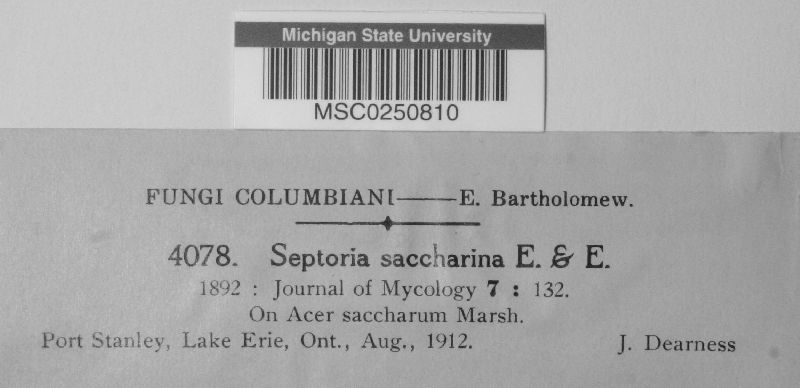 Michigan State University
MSC0250810
FUNGI COLUMBIANI——E. Bartholomew.
4078. Septoria saccharina E. & E.
1892 : Journal of Mycology 7 : 132.
On Acer saccharum Marsh.
Port Stanley, Lake Erie, Ont., Aug., 1912. J. Dearness